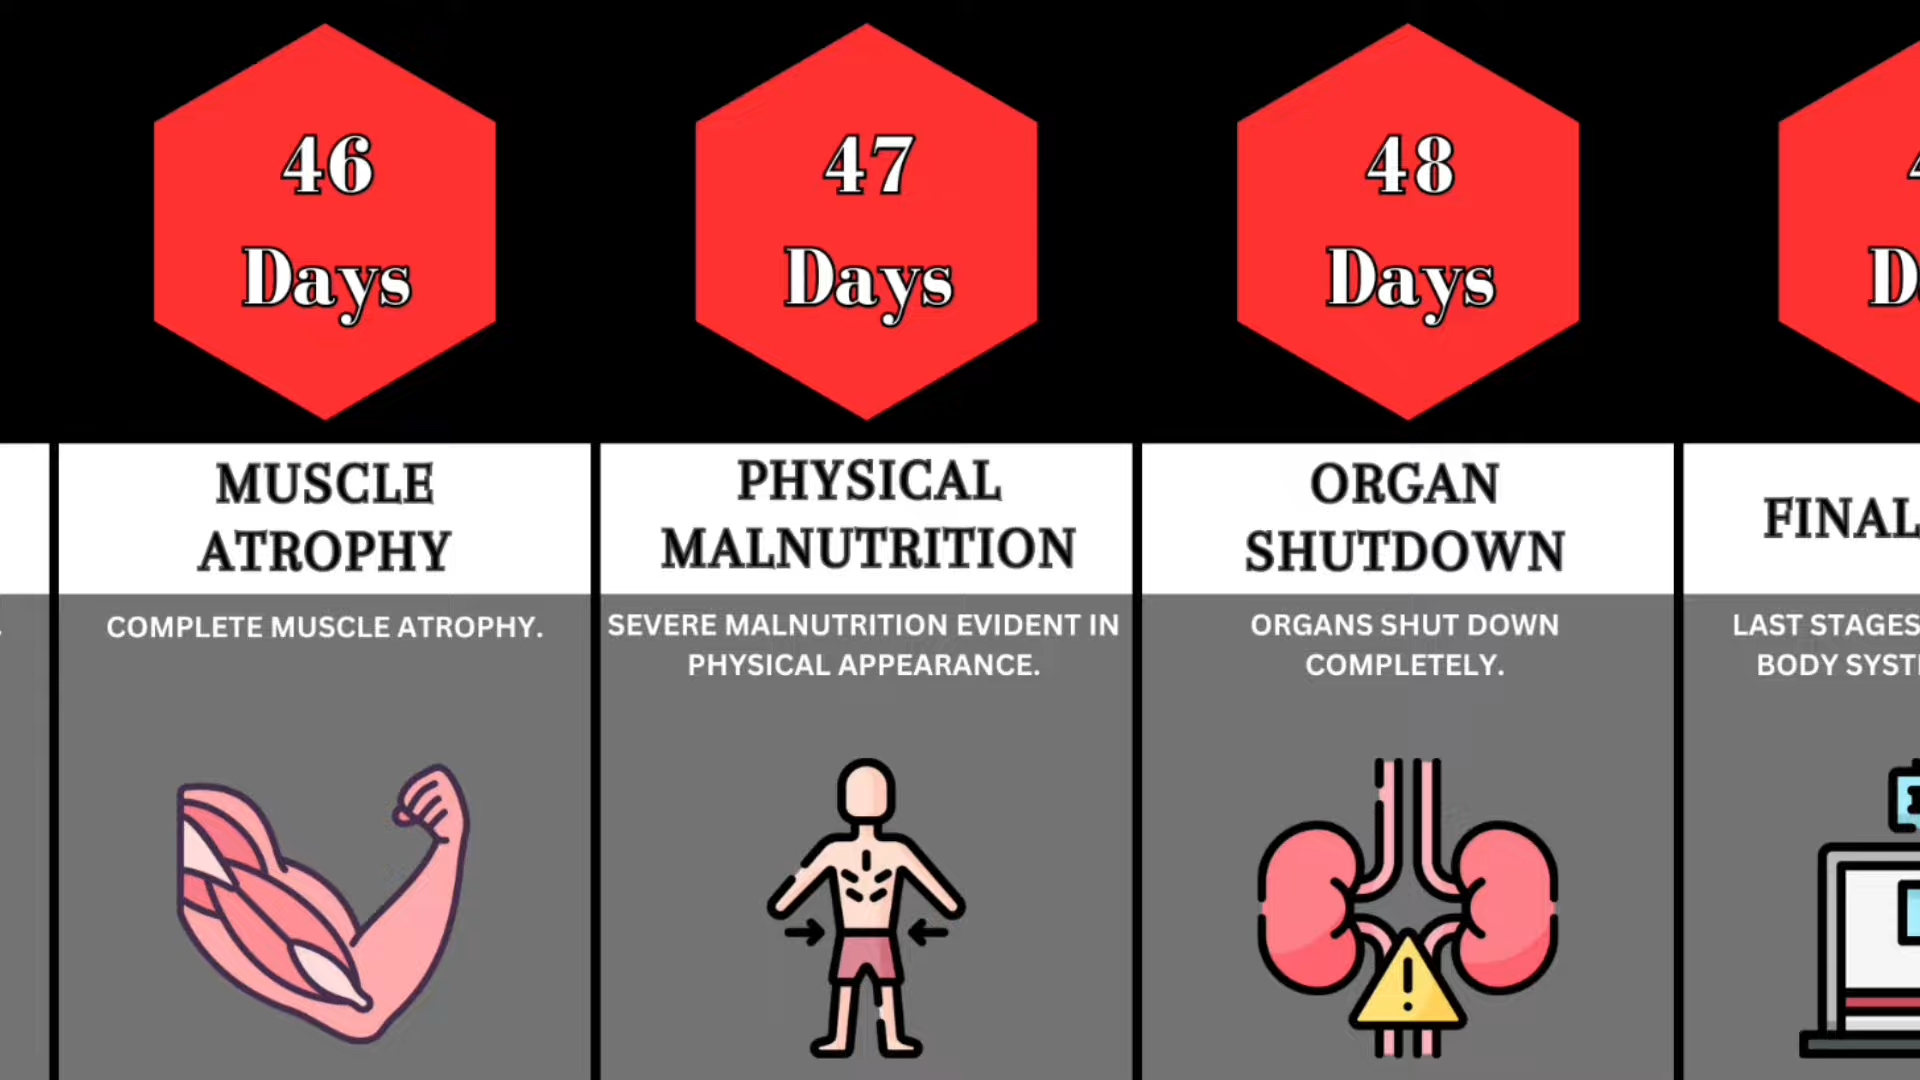 46
Days
47
Days
48
Days
MUSCLE
ATROPHY
COMPLETE MUSCLE ATROPHY.
PHYSICAL
MALNUTRITION
SEVERE MALNUTRITION EVIDENT IN
PHYSICAL APPEARANCE.
ORGAN
SHUTDOWN
ORGANS SHUT DOWN
COMPLETELY.
FINAL
LAST STAGES
BODY